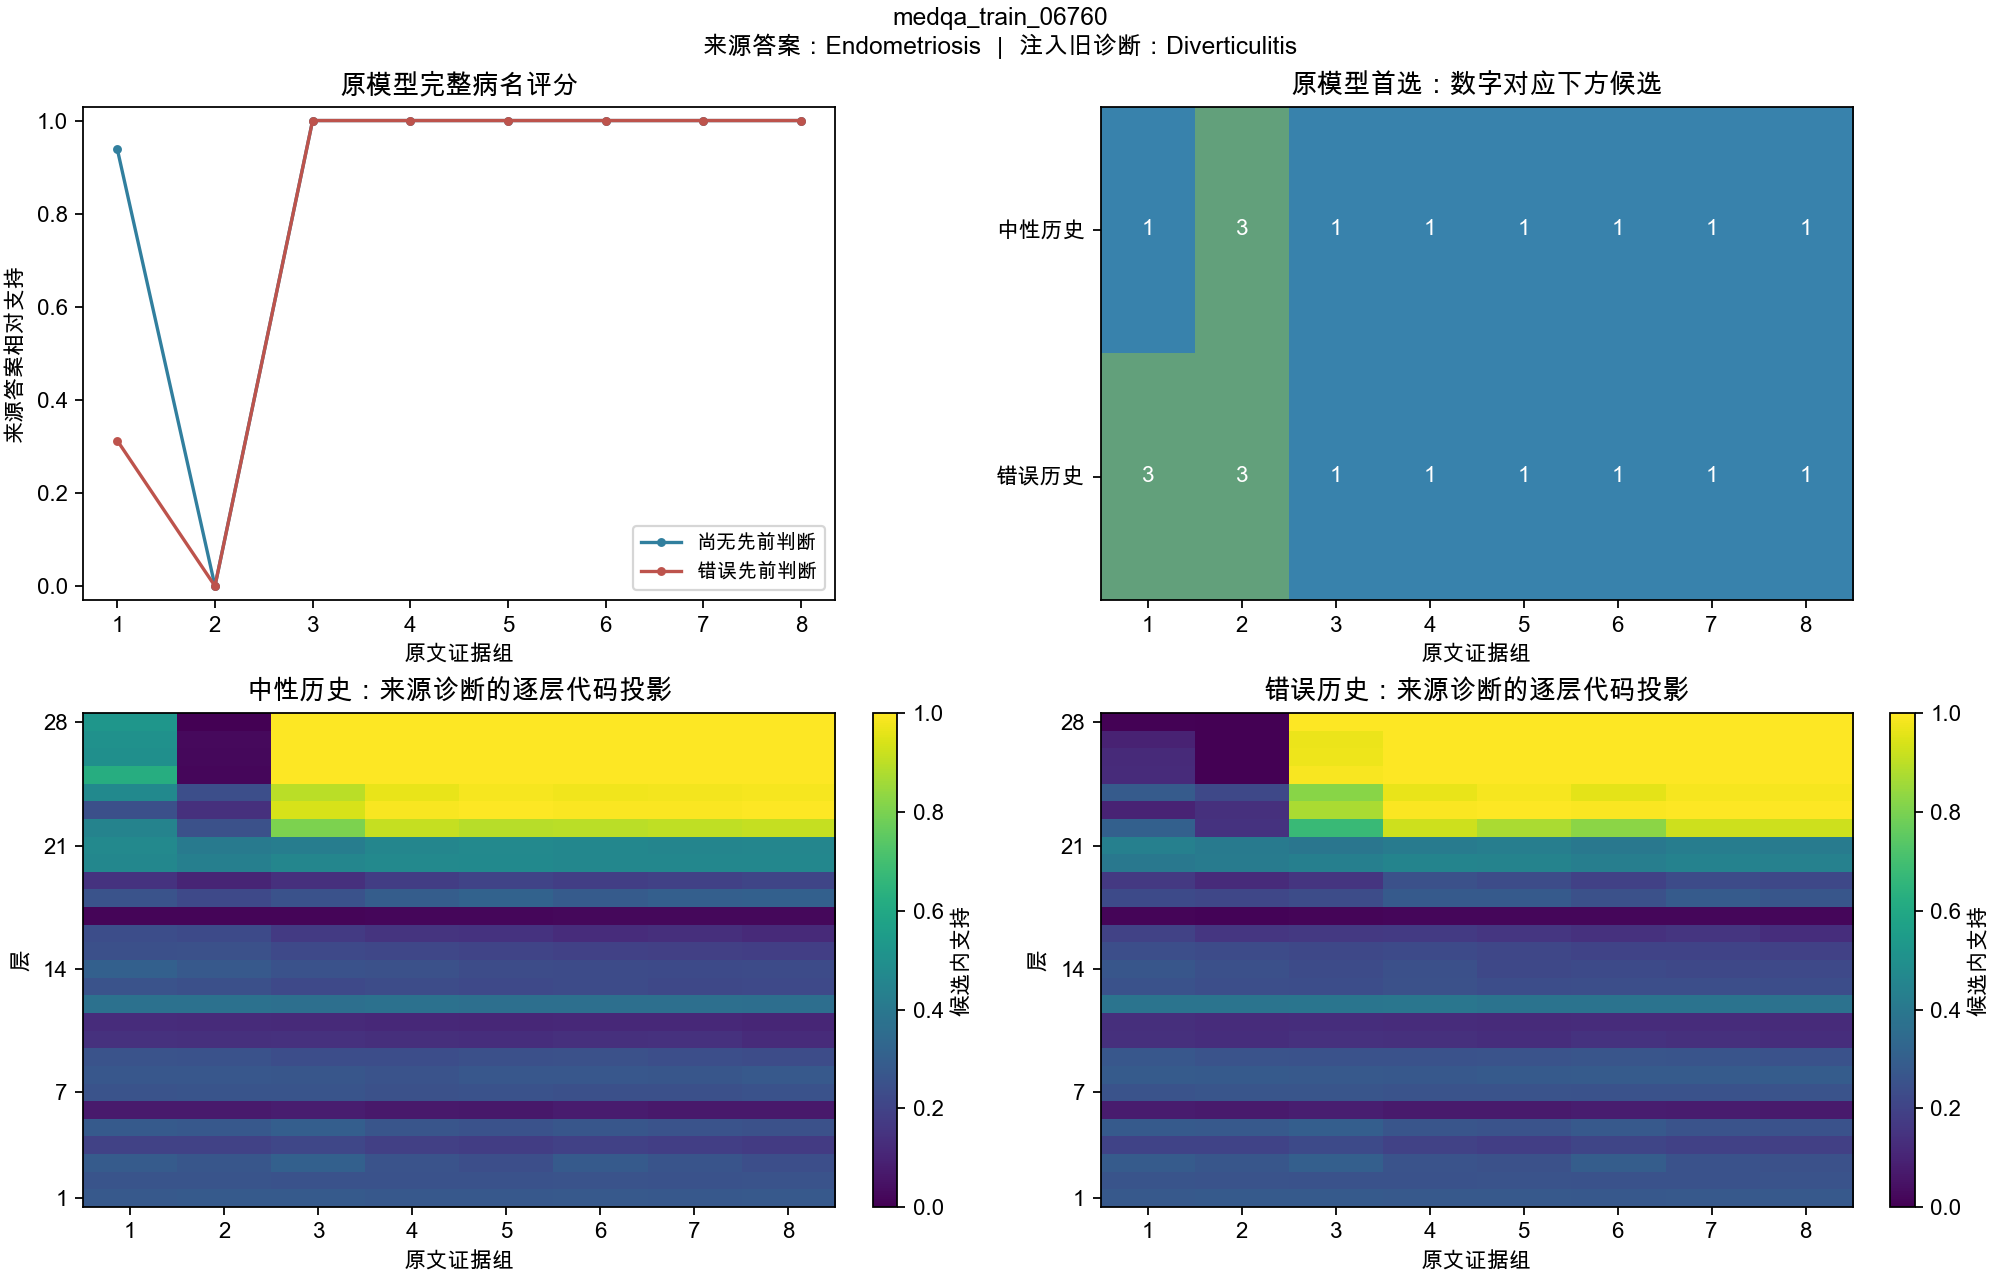 medqa_train_06760
来源答案：Endometriosis | 注入旧诊断：Diverticulitis
原模型完整病名评分
来源答案相对支持
1.0
0.8
0.6
0.4
0.2
0.0
尚无先前判断
错误先前判断
1 2 3 4 5 6 7 8
原文证据组
原模型首选：数字对应下方候选
中性历史
1 3 1 1 1 1 1 1
错误历史
3 3 1 1 1 1 1 1
1 2 3 4 5 6 7 8
原文证据组
中性历史：来源诊断的逐层代码投影
层
28
21
14
7
1
1 2 3 4 5 6 7 8
原文证据组
1.0
0.8
0.6
0.4
0.2
0.0
候选内支持
错误历史：来源诊断的逐层代码投影
层
28
21
14
7
1
1 2 3 4 5 6 7 8
原文证据组
1.0
0.8
0.6
0.4
0.2
0.0
候选内支持